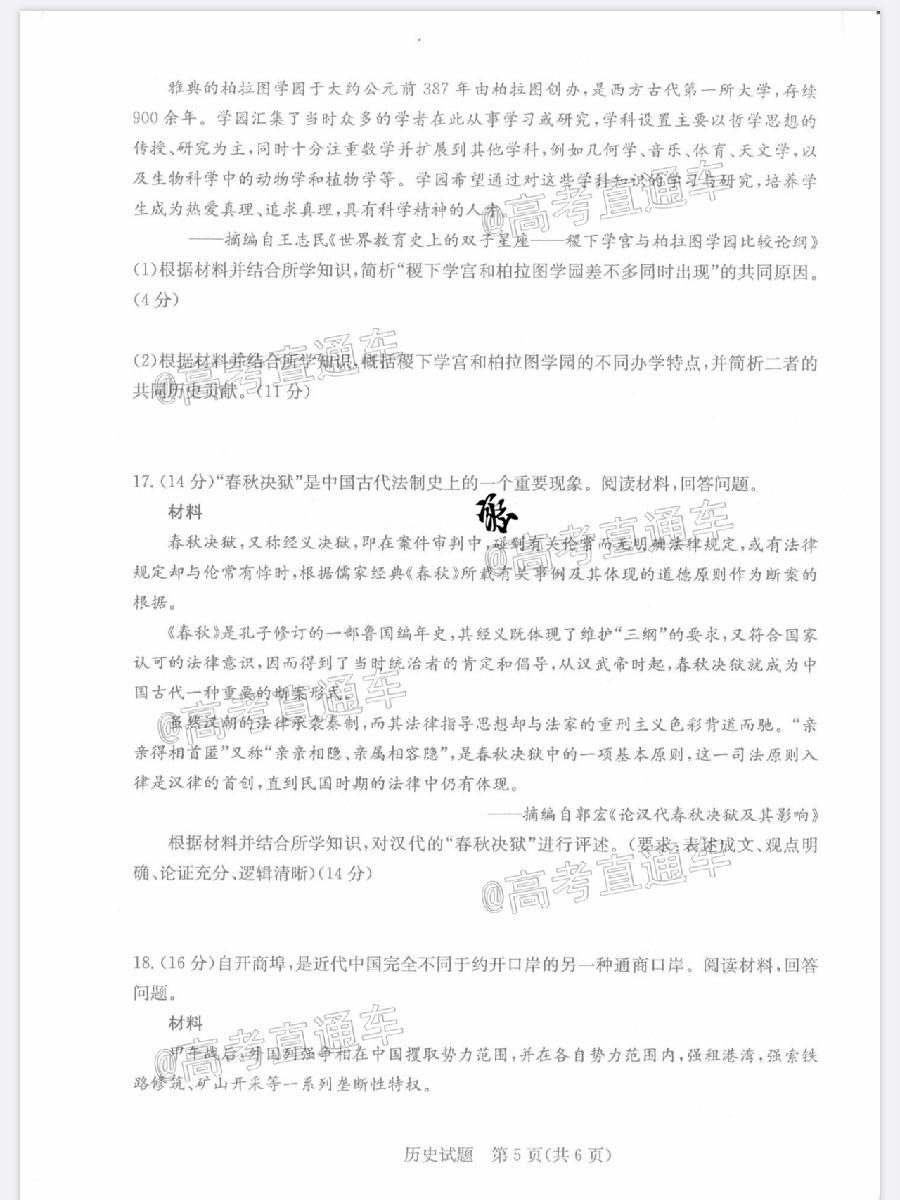 雅典的柏拉图学园于大约公元前 387 年由柏拉图创办,是西方古代第一所大学,存续
900 余年。学园汇集了当时众多的学者在此从事学习或研究,学科设置主要以哲学思想的
传授、研究为主,同时十分注重数学并扩展到其他学科,例如几何学、音乐、体育、天文学,以
及生物科学中的动物学和植物学等。学园希望通过对这些学科知识的学习与研究,培养学
生成为热爱真理、追求真理,具有科学精神的人才。
@高考直通车
——摘编自王志民《世界教育史上的双子星座——稷下学宫与柏拉图学园比较论纲》
(1)根据材料并结合所学知识,简析“稷下学宫和柏拉图学园差不多同时出现”的共同原因。
(4 分)
(2)根据材料并结合所学知识,概括稷下学宫和柏拉图学园的不同办学特点,并简析二者的
@高考直通车
共同历史贡献。(11 分)
17.(14 分)“春秋决狱”是中国古代法制史上的一个重要现象。阅读材料,回答问题。
材料
春秋决狱,又称经义决狱,即在案件审判中,碰到有关伦常而无明确法律规定,或有法律
@高考直通车
规定却与伦常有悖时,根据儒家经典《春秋》所载有关事例及其体现的道德原则作为断案的
根据。
《春秋》是孔子修订的一部鲁国编年史,其经义既体现了维护“三纲”的要求,又符合国家
认可的法律意识,因而得到了当时统治者的肯定和倡导,从汉武帝时起,春秋决狱就成为中
国古代一种重要的断案形式。
@高考直通车
虽然汉朝的法律承袭秦制,而其法律指导思想却与法家的重刑主义色彩背道而驰。“亲
亲得相首匿”又称“亲亲相隐、亲属相容隐”,是春秋决狱中的一项基本原则,这一司法原则入
律是汉律的首创,直到民国时期的法律中仍有体现。
——摘编自郭宏《论汉代春秋决狱及其影响》
根据材料并结合所学知识,对汉代的“春秋决狱”进行评述。(要求:表述成文、观点明
确、论证充分、逻辑清晰)(14 分)
@高考直通车
18.(16 分)自开商埠,是近代中国完全不同于约开口岸的另一种通商口岸。阅读材料,回答
问题。
材料
@高考直通车
甲午战后,外国列强争相在中国攫取势力范围,并在各自势力范围内,强租港湾,强索铁
路修筑、矿山开采等一系列垄断性特权。
历史试题 第 5 页(共 6 页)